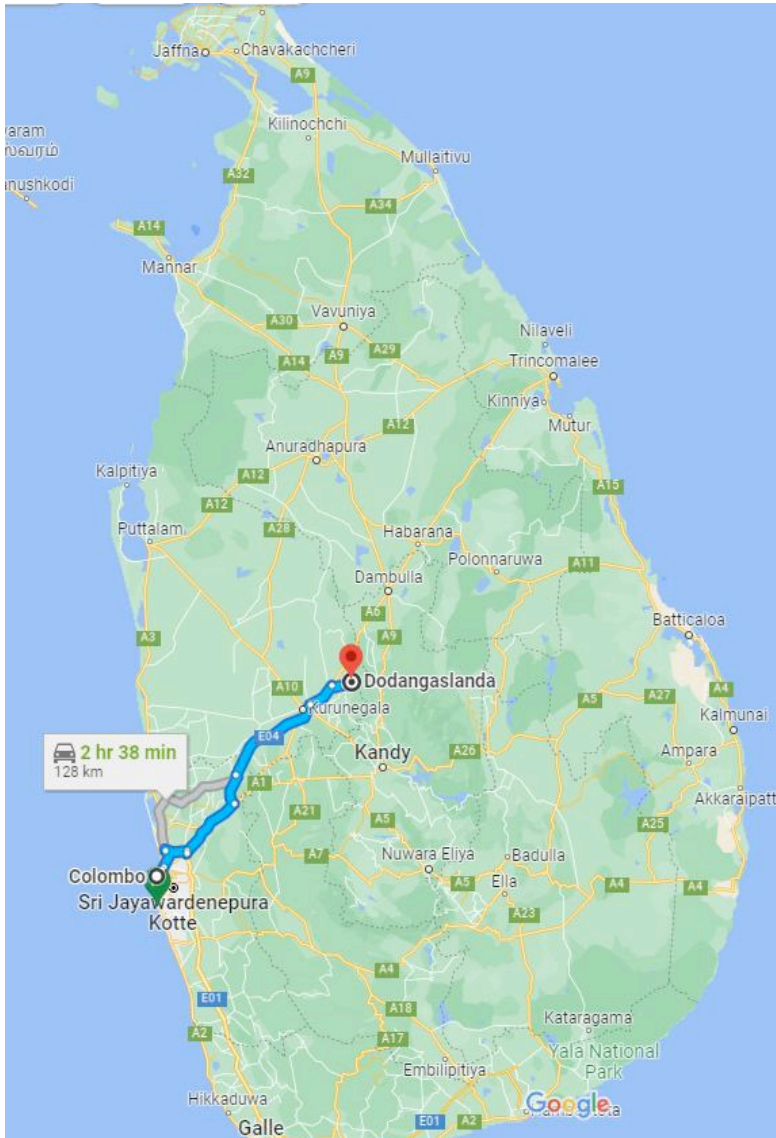 Jaffna
Chavakachcheri
A9
Kilinochchi
aram
ஸ்வரம்
anushkodi
Mullaitivu
A32
A34
A14
Mannar
A30
Vavuniya
A9
A29
A14
Nilaveli
Trincomalee
Kinniya
Mutur
A12
Anuradhapura
Kalpitiya
A12
A12
A15
Puttalam
A28
Habarana
Polonnaruwa
A11
Dambulla
A6
A3
A9
Batticaloa
Dodangaslanda
A10
Kurunegala
A5
A27
A4
Kalmunai
E04
2 hr 38 min
128 km
Kandy
A26
Ampara
A1
Akkaraipatt
A21
A5
A25
A7
Nuwara Eliya
Badulla
Colombo
A5
Ella
A4
A4
Sri Jayawardenepura
Kotte
A23
A4
E01
A18
A2
A17
Kataragama
Yala National
Park
Embilipitiya
Hikkaduwa
Google
E01
A2
Galle